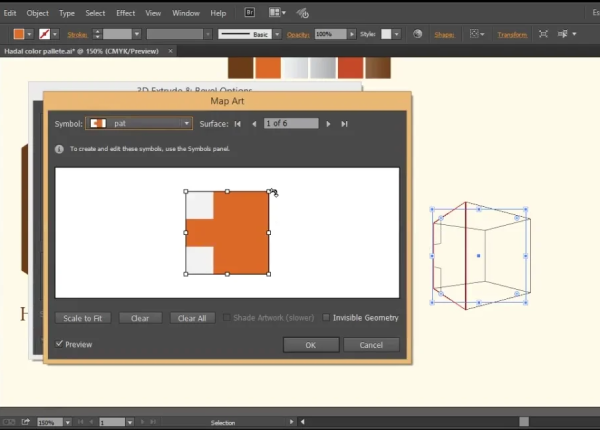 Edit Object Type Select Effect View Window Help Br Es
Stroke: Basic Opacity: 100% Style: Shape: Transform
Hadal color pallete.ai* @ 150% (CMYK/Preview) ×
3D Extrude & Bevel Options
Map Art
Symbol: pat Surface: 1 of 6
To create and edit these symbols, use the Symbols panel.
H
Scale to Fit Clear Clear All Shade Artwork (slower) Invisible Geometry
Preview OK Cancel
150% 1 Selection